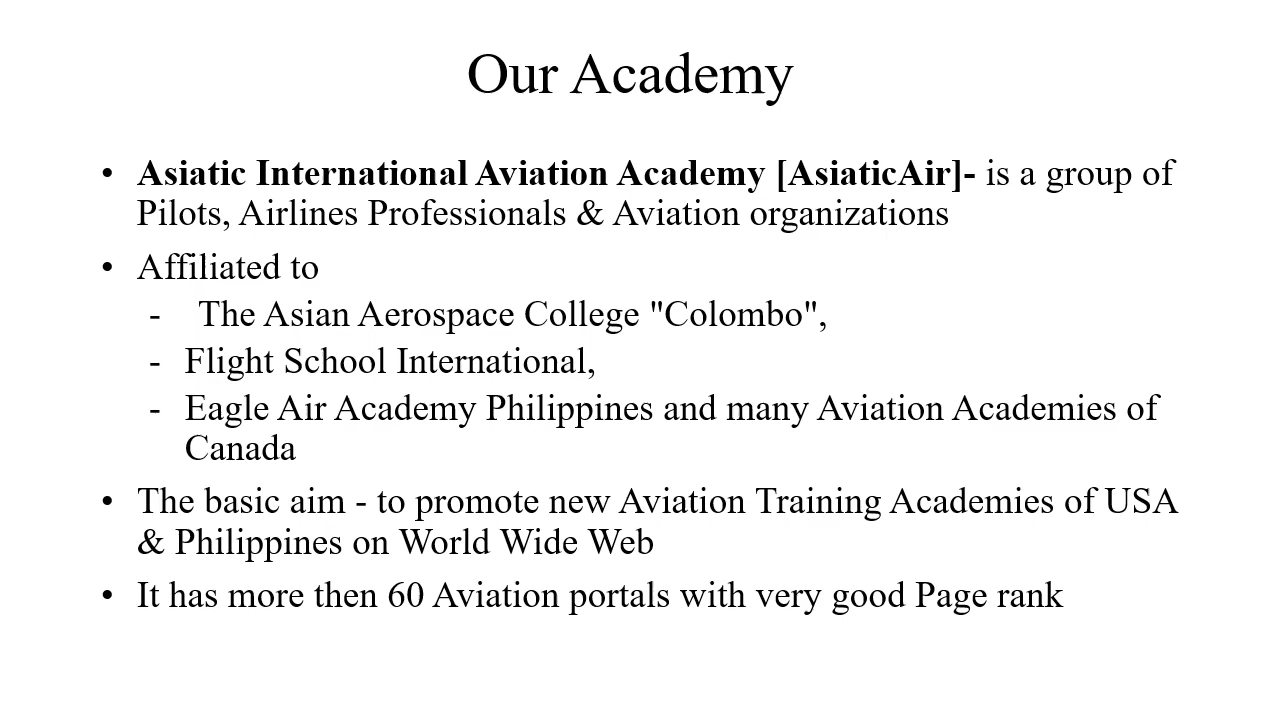 Our Academy
• Asiatic International Aviation Academy [AsiaticAir]- is a group of
Pilots, Airlines Professionals & Aviation organizations
• Affiliated to
- The Asian Aerospace College "Colombo",
- Flight School International,
- Eagle Air Academy Philippines and many Aviation Academies of
Canada
• The basic aim - to promote new Aviation Training Academies of USA
& Philippines on World Wide Web
• It has more then 60 Aviation portals with very good Page rank